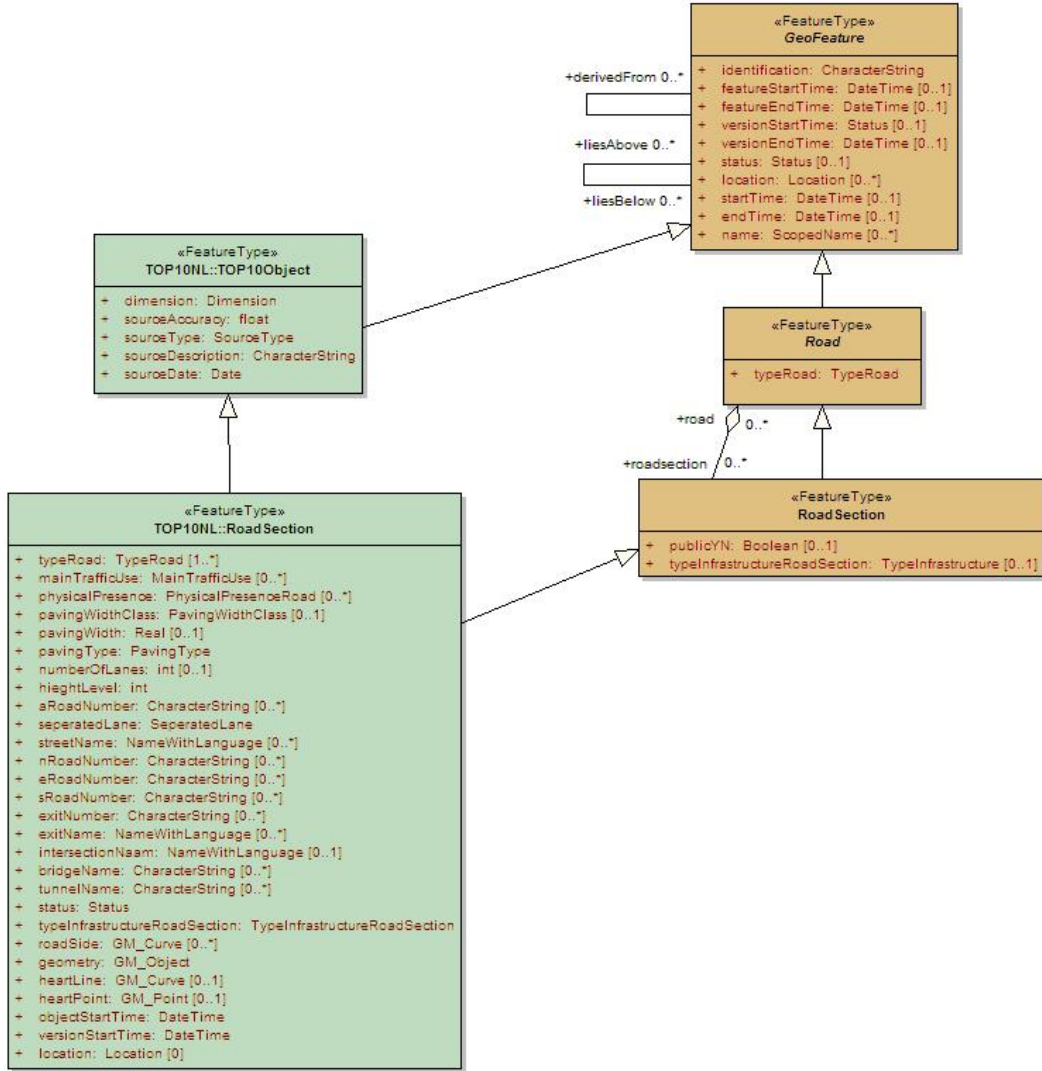 «FeatureType»
GeoFeature
+ identification: CharacterString
+ featureStartTime: DateTime [0..1]
+ featureEndTime: DateTime [0..1]
+ versionStartTime: Status [0..1]
+ versionEndTime: DateTime [0..1]
+ status: Status [0..1]
+ location: Location [0..*]
+ startTime: DateTime [0..1]
+ endTime: DateTime [0..1]
+ name: ScopedName [0..*]
+derivedFrom 0..*
+liesAbove 0..*
+liesBelow 0..*
«FeatureType»
TOP10NL::TOP10Object
+ dimension: Dimension
+ sourceAccuracy: float
+ sourceType: SourceType
+ sourceDescription: CharacterString
+ sourceDate: Date
«FeatureType»
Road
+ typeRoad: TypeRoad
+road
0..*
+roadsection 0..*
«FeatureType»
RoadSection
+ publicYN: Boolean [0..1]
+ typeInfrastructureRoadSection: TypeInfrastructure [0..1]
«FeatureType»
TOP10NL::RoadSection
+ typeRoad: TypeRoad [1..*]
+ mainTrafficUse: MainTrafficUse [0..*]
+ physicalPresence: PhysicalPresenceRoad [0..*]
+ pavingWidthClass: PavingWidthClass [0..1]
+ pavingWidth: Real [0..1]
+ pavingType: PavingType
+ numberOfLanes: int [0..1]
+ hieghtLevel: int
+ aRoadNumber: CharacterString [0..*]
+ seperatedLane: SeperatedLane
+ streetName: NameWithLanguage [0..*]
+ nRoadNumber: CharacterString [0..*]
+ eRoadNumber: CharacterString [0..*]
+ sRoadNumber: CharacterString [0..*]
+ exitNumber: CharacterString [0..*]
+ exitName: NameWithLanguage [0..*]
+ intersectionNaam: NameWithLanguage [0..1]
+ bridgeName: CharacterString [0..*]
+ tunnelName: CharacterString [0..*]
+ status: Status
+ typeInfrastructureRoadSection: TypeInfrastructureRoadSection
+ roadSide: GM_Curve [0..*]
+ geometry: GM_Object
+ heartLine: GM_Curve [0..1]
+ heartPoint: GM_Point [0..1]
+ objectStartTime: DateTime
+ versionStartTime: DateTime
+ location: Location [0]